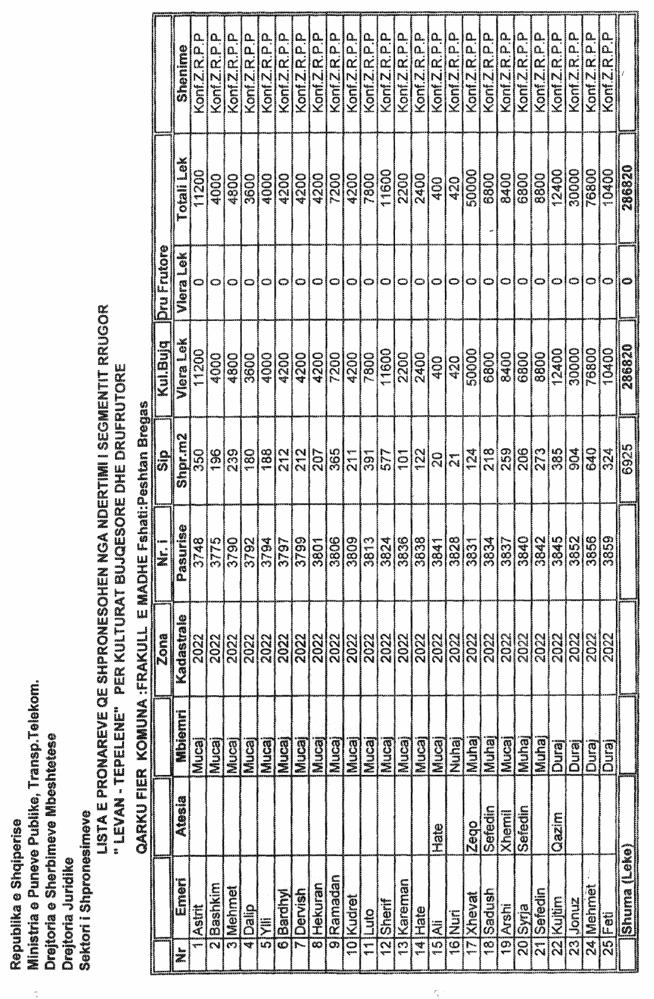 Republika e Shqiperise
Ministria e Puneve Publike, Transp.Telekom.
Drejtoria e Sherbimeve Mbeshtetese
Drejtoria Juridike
Sektori i Shpronesimeve
LISTA E PRONAREVE QE SHPRONESOHEN NGA NDERTIMI I SEGMENTIT RRUGOR
" LEVAN - TEPELENE" PER KULTURAT BUJQESORE DHE DRUFRUTORE
QARKU FIER KOMUNA :FRAKULL E MADHE Fshati:Peshtan Bregas
Zona Nr. i Sip Kul.Bujq Dru Frutore
Nr Emeri Atesia Mbiemri Kadastrale Pasurise Shpr.m2 Vlera Lek Vlera Lek Totali Lek Shenime
1 Astrit Mucaj 2022 3748 350 11200 0 11200 Konf.Z.R.P.P
2 Bashkim Mucaj 2022 3775 196 4000 0 4000 Konf.Z.R.P.P
3 Mehmet Mucaj 2022 3790 239 4800 0 4800 Konf.Z.R.P.P
4 Dalip Mucaj 2022 3792 180 3600 0 3600 Konf.Z.R.P.P
5 Ylli Mucaj 2022 3794 188 4000 0 4000 Konf.Z.R.P.P
6 Bardhyl Mucaj 2022 3797 212 4200 0 4200 Konf.Z.R.P.P
7 Dervish Mucaj 2022 3799 212 4200 0 4200 Konf.Z.R.P.P
8 Hekuran Mucaj 2022 3801 207 4200 0 4200 Konf.Z.R.P.P
9 Ramadan Mucaj 2022 3806 365 7200 0 7200 Konf.Z.R.P.P
10 Kudret Mucaj 2022 3809 211 4200 0 4200 Konf.Z.R.P.P
11 Luto Mucaj 2022 3813 391 7800 0 7800 Konf.Z.R.P.P
12 Sherif Mucaj 2022 3824 577 11600 0 11600 Konf.Z.R.P.P
13 Kareman Mucaj 2022 3836 101 2200 0 2200 Konf.Z.R.P.P
14 Hate Mucaj 2022 3838 122 2400 0 2400 Konf.Z.R.P.P
15 Ali Hate Mucaj 2022 3841 20 400 0 400 Konf.Z.R.P.P
16 Nuri Nuhaj 2022 3828 21 420 0 420 Konf.Z.R.P.P
17 Xhevat Zeqo Muhaj 2022 3831 124 50000 0 50000 Konf.Z.R.P.P
18 Sadush Sefedin Muhaj 2022 3834 218 6800 0 6800 Konf.Z.R.P.P
19 Arshi Xhemil Mucaj 2022 3837 259 8400 0 8400 Konf.Z.R.P.P
20 Syrja Sefedin Muhaj 2022 3840 206 6800 0 6800 Konf.Z.R.P.P
21 Sefedin Muhaj 2022 3842 273 8800 0 8800 Konf.Z.R.P.P
22 Kujtim Qazim Duraj 2022 3845 385 12400 0 12400 Konf.Z.R.P.P
23 Jonuz Duraj 2022 3852 904 30000 0 30000 Konf.Z.R.P.P
24 Mehmet Duraj 2022 3856 640 76800 0 76800 Konf.Z.R.P.P
25 Feti Duraj 2022 3859 324 10400 0 10400 Konf.Z.R.P.P
Shuma (Leke) 6925 286820 0 286820